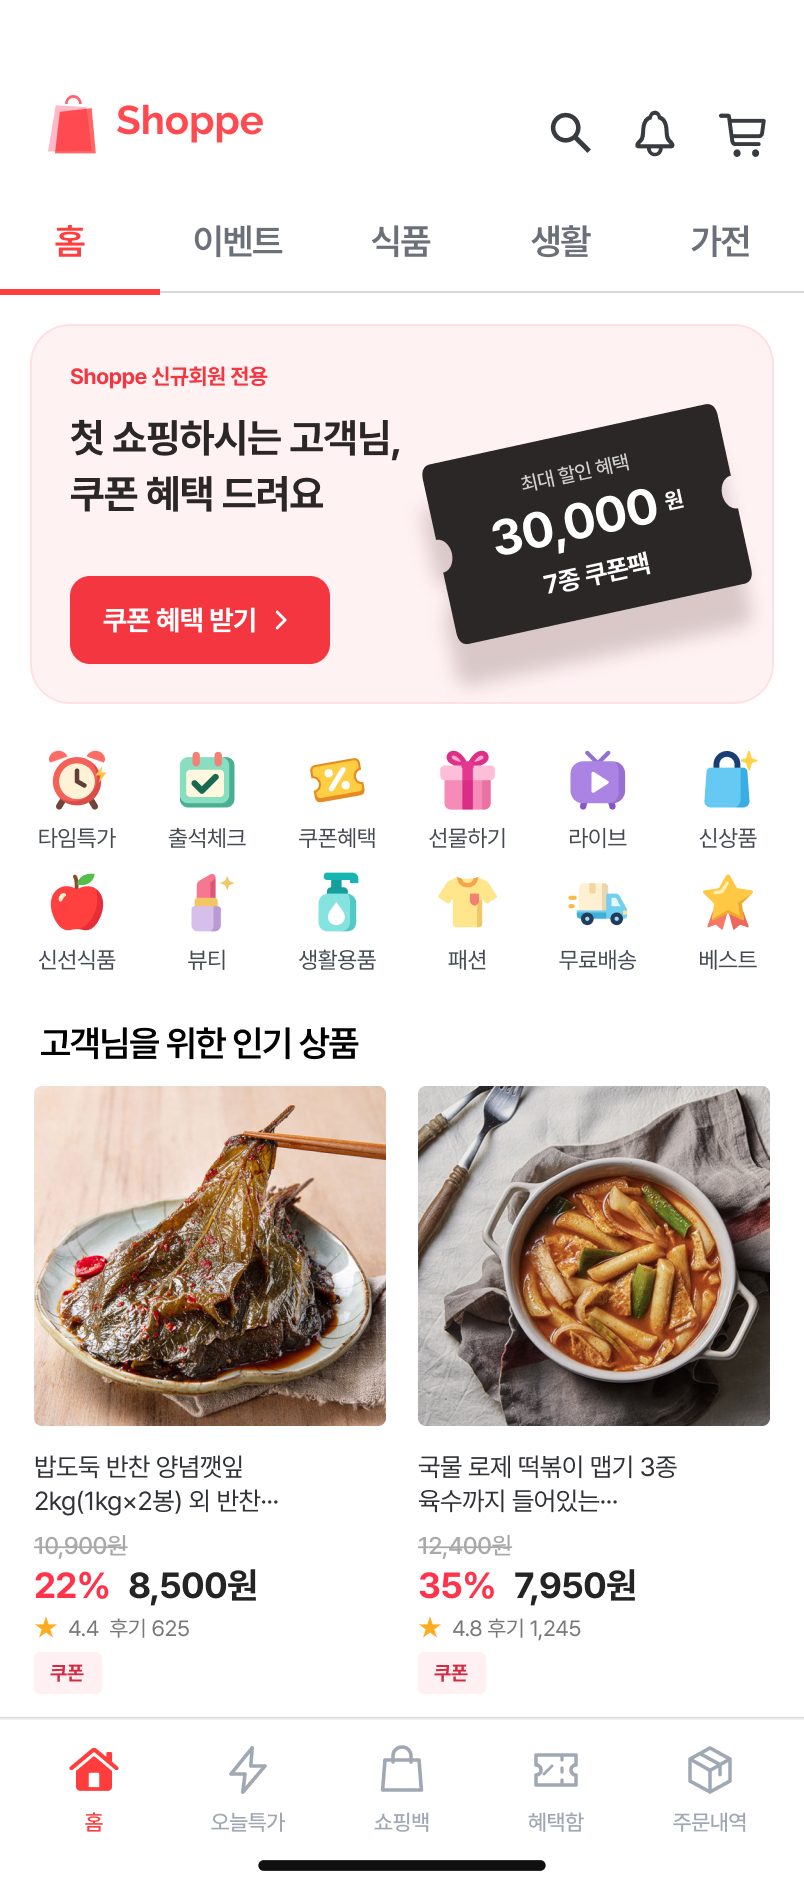 Shoppe
홈 이벤트 식품 생활 가전
Shoppe 신규회원 전용
첫 쇼핑하시는 고객님,
쿠폰 혜택 드려요
쿠폰 혜택 받기
최대 할인 혜택
30,000 원
7종 쿠폰팩
타임특가 출석체크 쿠폰혜택 선물하기 라이브 신상품
신선식품 뷰티 생활용품 패션 무료배송 베스트
고객님을 위한 인기 상품
밥도둑 반찬 양념깻잎
2kg(1kg×2봉) 외 반찬…
10,900원
22% 8,500원
4.4 후기 625
쿠폰
국물 로제 떡볶이 맵기 3종
육수까지 들어있는…
12,400원
35% 7,950원
4.8 후기 1,245
쿠폰
홈 오늘특가 쇼핑백 혜택함 주문내역